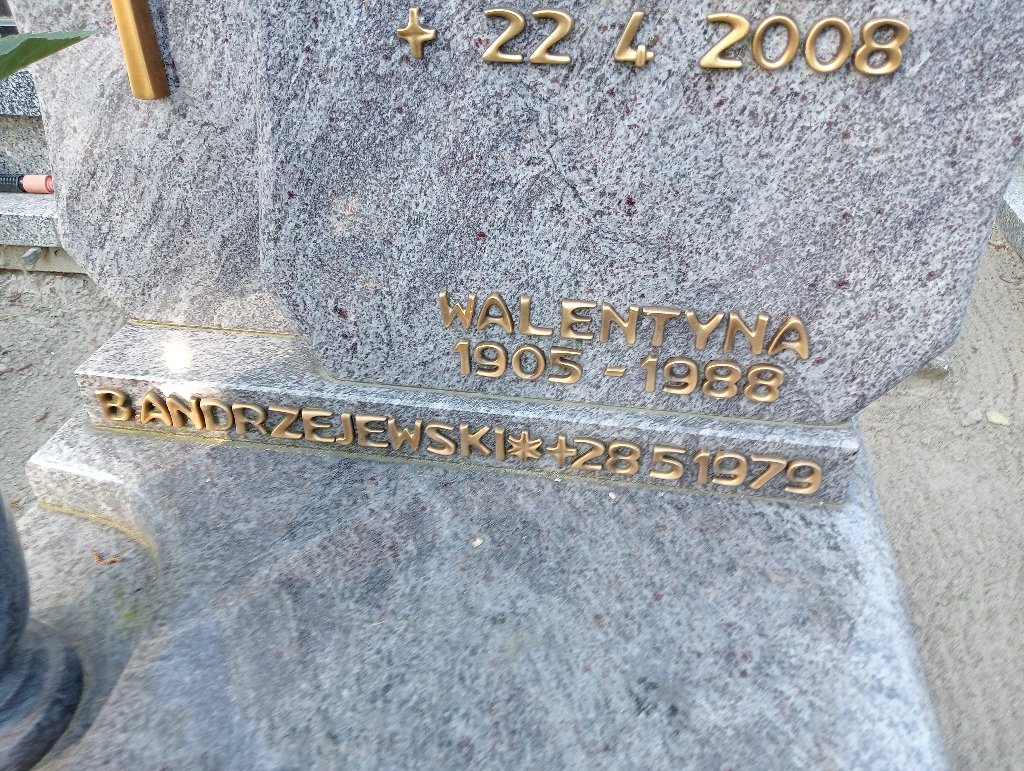 + 22 4 2008
WALENTYNA
1905 - 1988
B.ANDRZEJEWSKI*+28 5 1979